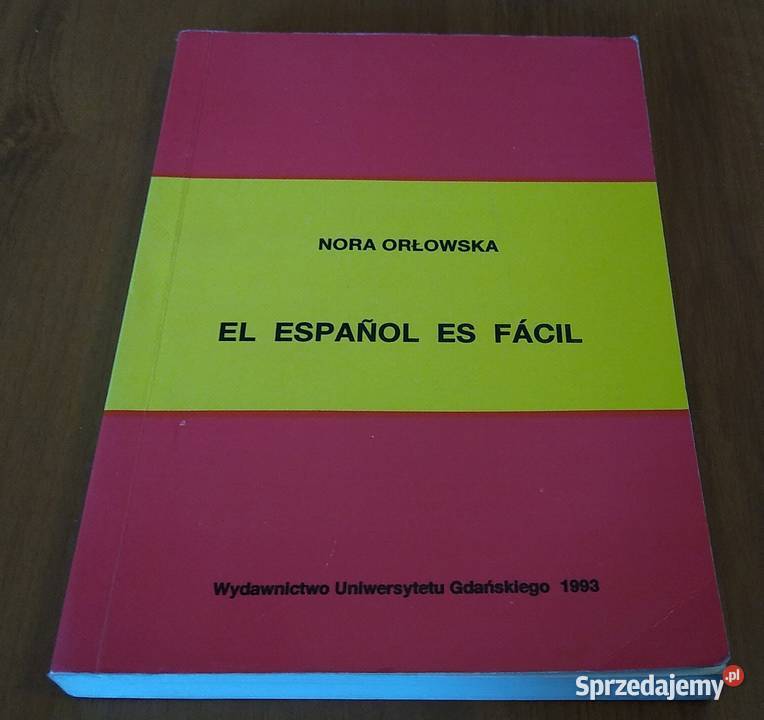 NORA ORŁOWSKA
EL ESPAÑOL ES FÁCIL
Wydawnictwo Uniwersytetu Gdańskiego 1993
Sprzedajemy.pl